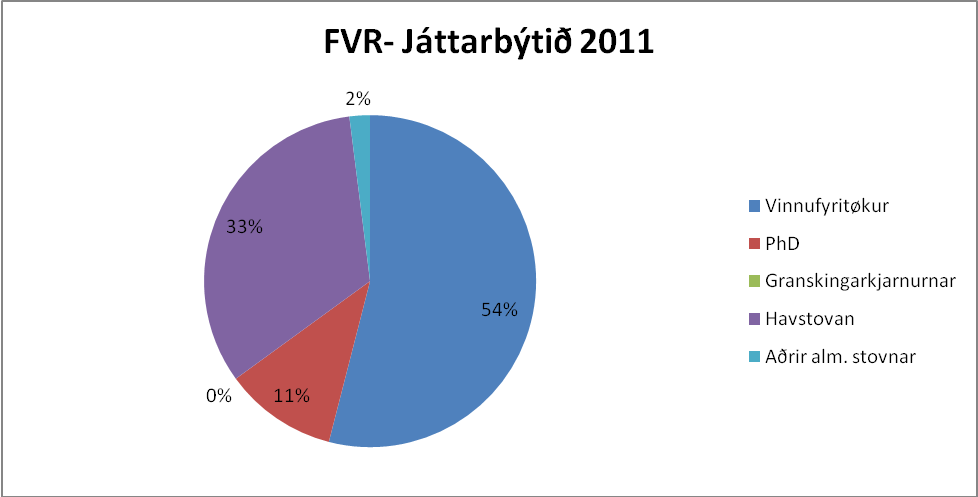 FVR- Játtarbýtið 2011
2%
33%
54%
0%
11%
Vinnufyritøkur
PhD
Granskingarkjarnurnar
Havstovan
Aðrir alm. stovnar